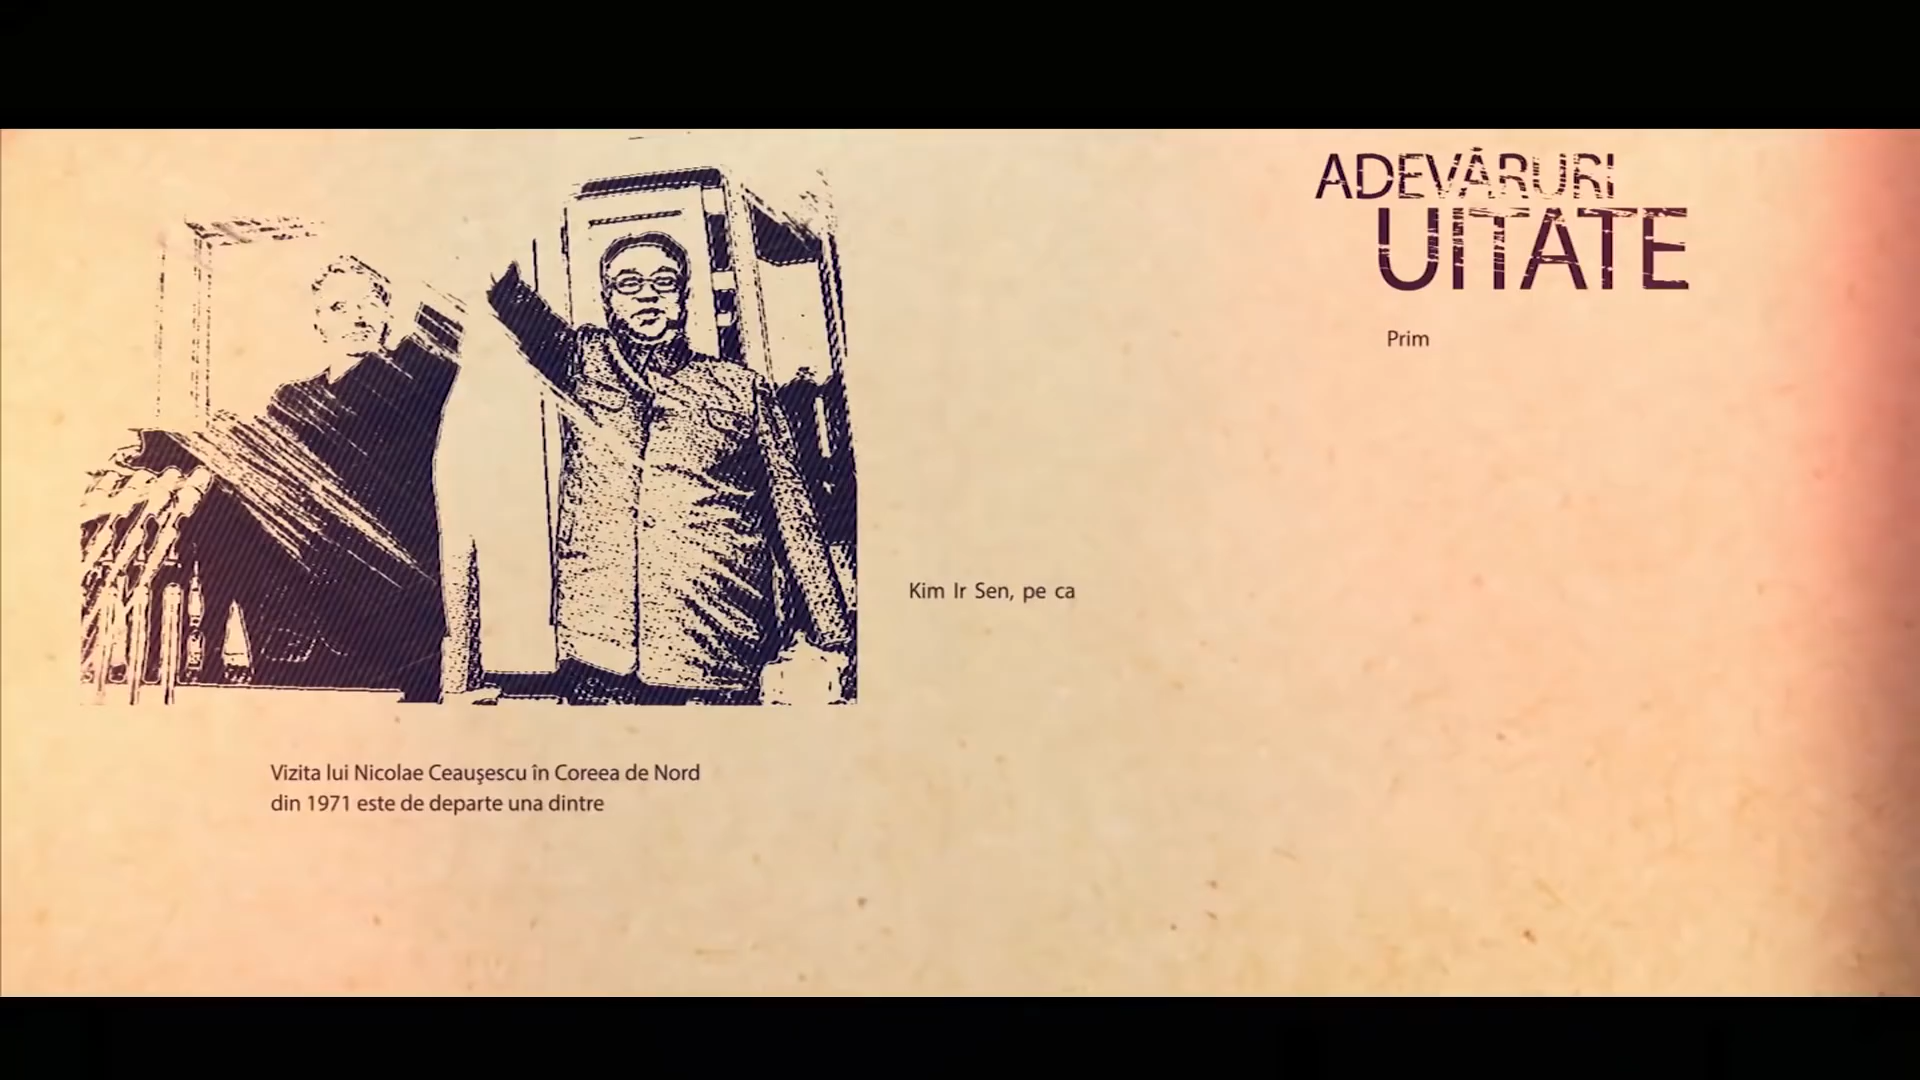 ADEVĂRURI
UITATE
Prim
Kim Ir Sen, pe ca
Vizita lui Nicolae Ceauşescu în Coreea de Nord
din 1971 este de departe una dintre